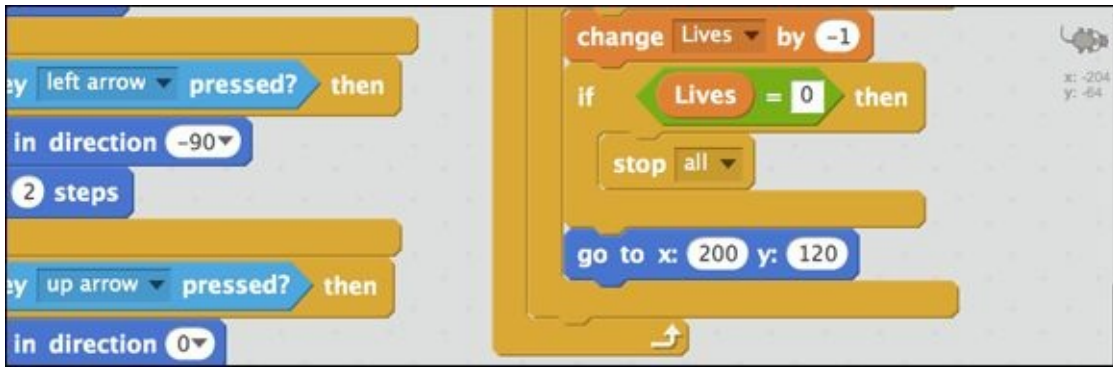 ey left arrow pressed? then
in direction -90
2 steps
ey up arrow pressed? then
in direction 0
change Lives by -1
if Lives = 0 then
stop all
go to x: 200 y: 120
x: -204
y: -64